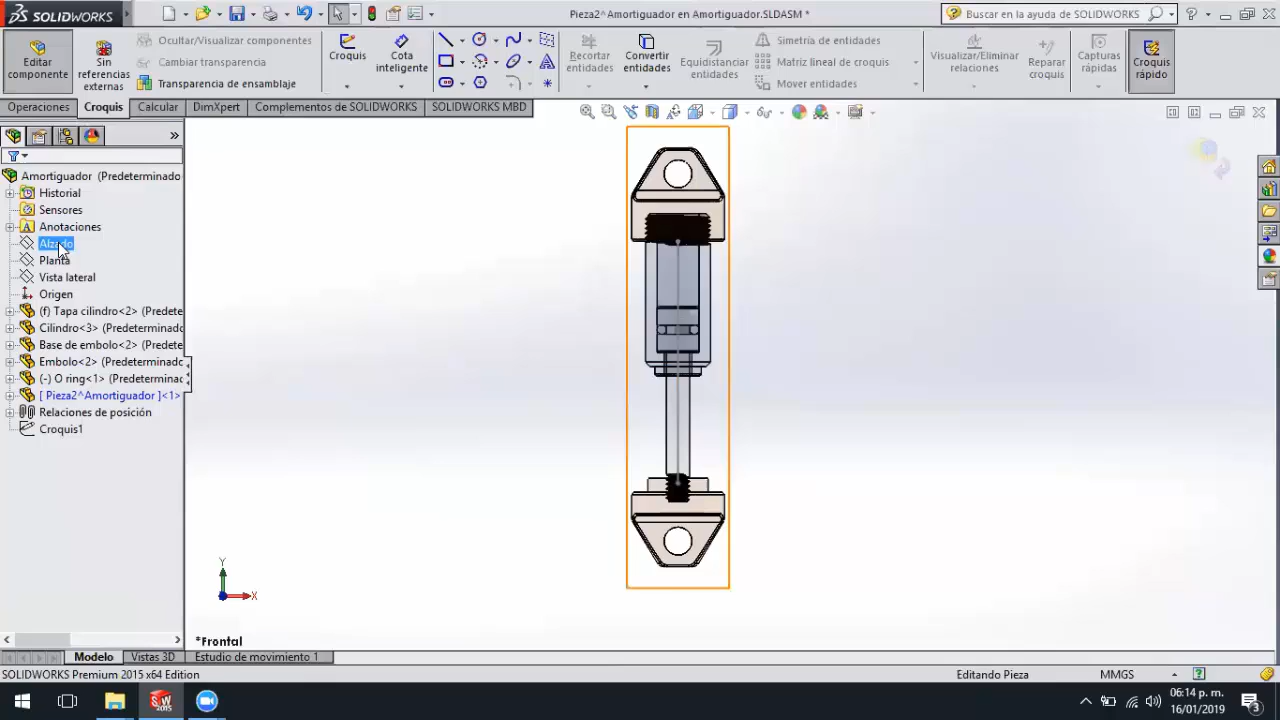 SOLIDWORKS
Pieza2^Amortiguador en Amortiguador.SLDASM *
Buscar en la ayuda de SOLIDWORKS
Editar componente
Sin referencias externas
Ocultar/Visualizar componentes
Cambiar transparencia
Transparencia de ensamblaje
Croquis
Cota inteligente
Recortar entidades
Convertir entidades
Equidistanciar entidades
Simetría de entidades
Matriz lineal de croquis
Mover entidades
Visualizar/Eliminar relaciones
Reparar croquis
Capturas rápidas
Croquis rápido
Operaciones Croquis Calcular DimXpert Complementos de SOLIDWORKS SOLIDWORKS MBD
Amortiguador (Predeterminado
Historial
Sensores
Anotaciones
Alzado
Planta
Vista lateral
Origen
(f) Tapa cilindro<2> (Predete
Cilindro<3> (Predeterminado
Base de embolo<2> (Predete
Embolo<2> (Predeterminado
(-) O ring<1> (Predeterminac
[ Pieza2^Amortiguador ]<1>
Relaciones de posición
Croquis1
Y
X
*Frontal
Modelo Vistas 3D Estudio de movimiento 1
SOLIDWORKS Premium 2015 x64 Edition
Editando Pieza
MMGS
06:14 p. m.
16/01/2019